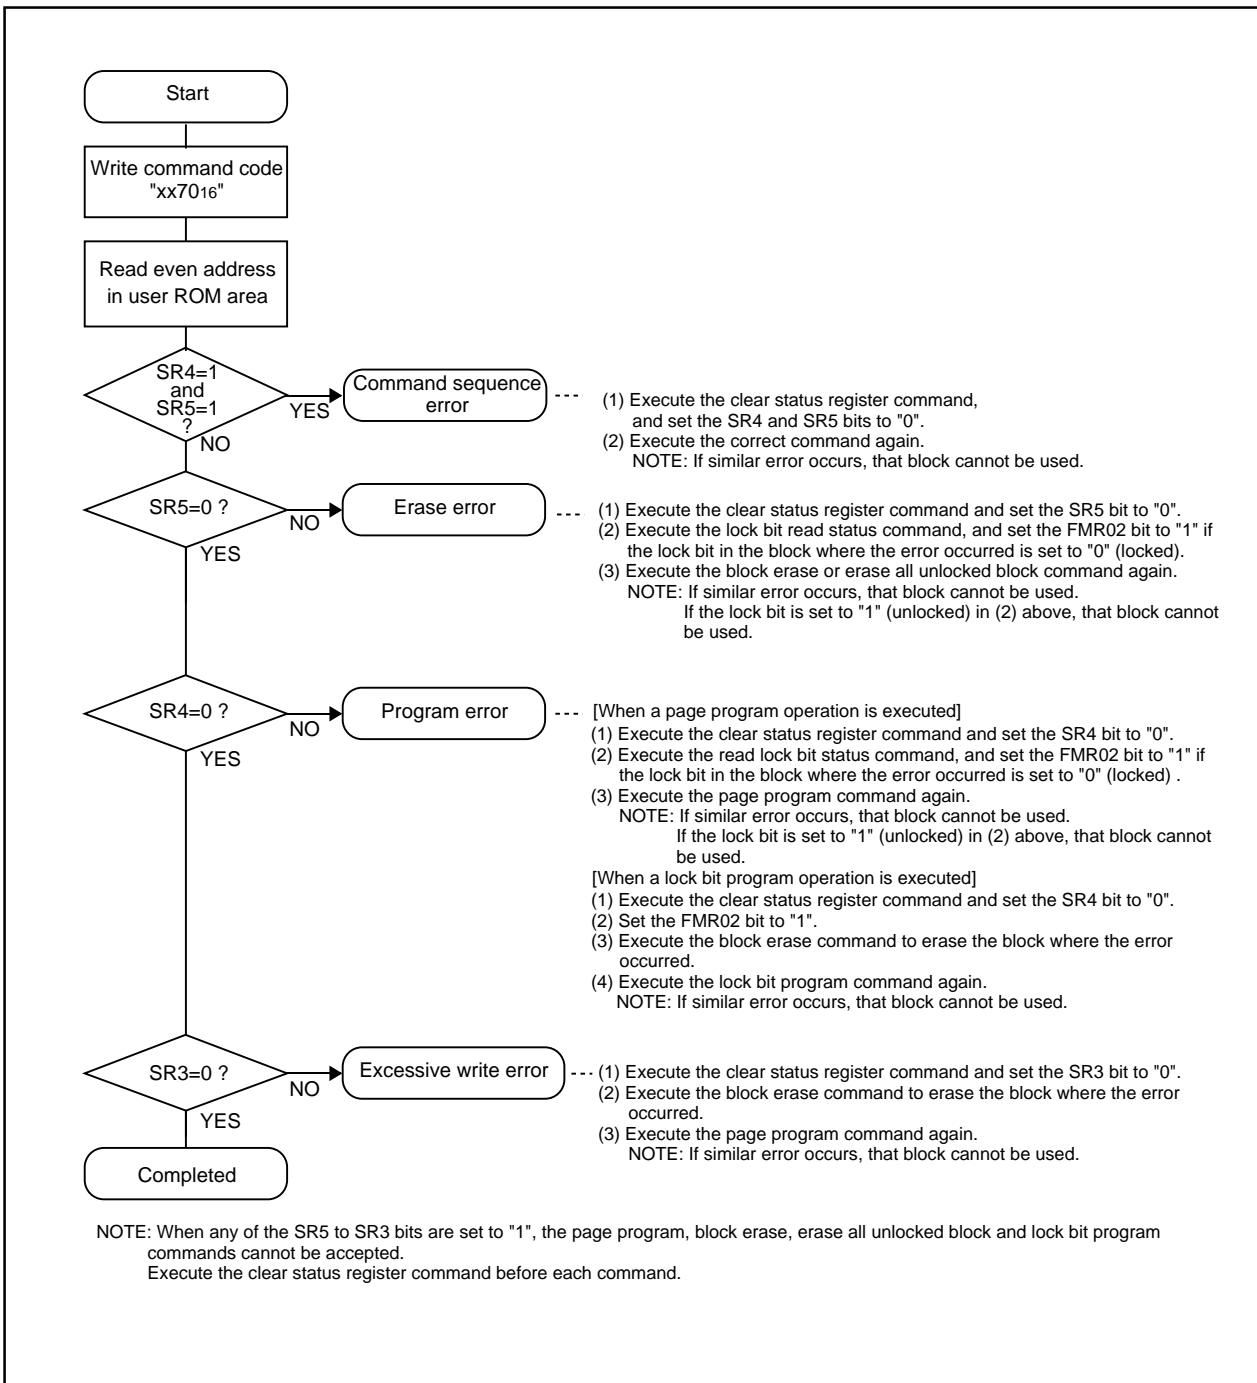 Start
Write command code
"xx7016"
Read even address
in user ROM area
SR4=1
and
SR5=1
?
YES
NO
Command sequence
error
(1) Execute the clear status register command,
and set the SR4 and SR5 bits to "0".
(2) Execute the correct command again.
NOTE: If similar error occurs, that block cannot be used.
SR5=0 ?
NO
YES
Erase error
(1) Execute the clear status register command and set the SR5 bit to "0".
(2) Execute the lock bit read status command, and set the FMR02 bit to "1" if
the lock bit in the block where the error occurred is set to "0" (locked).
(3) Execute the block erase or erase all unlocked block command again.
NOTE: If similar error occurs, that block cannot be used.
If the lock bit is set to "1" (unlocked) in (2) above, that block cannot
be used.
SR4=0 ?
NO
YES
Program error
[When a page program operation is executed]
(1) Execute the clear status register command and set the SR4 bit to "0".
(2) Execute the read lock bit status command, and set the FMR02 bit to "1" if
the lock bit in the block where the error occurred is set to "0" (locked) .
(3) Execute the page program command again.
NOTE: If similar error occurs, that block cannot be used.
If the lock bit is set to "1" (unlocked) in (2) above, that block cannot
be used.
[When a lock bit program operation is executed]
(1) Execute the clear status register command and set the SR4 bit to "0".
(2) Set the FMR02 bit to "1".
(3) Execute the block erase command to erase the block where the error
occurred.
(4) Execute the lock bit program command again.
NOTE: If similar error occurs, that block cannot be used.
SR3=0 ?
NO
YES
Excessive write error
(1) Execute the clear status register command and set the SR3 bit to "0".
(2) Execute the block erase command to erase the block where the error
occurred.
(3) Execute the page program command again.
NOTE: If similar error occurs, that block cannot be used.
Completed
NOTE: When any of the SR5 to SR3 bits are set to "1", the page program, block erase, erase all unlocked block and lock bit program
commands cannot be accepted.
Execute the clear status register command before each command.